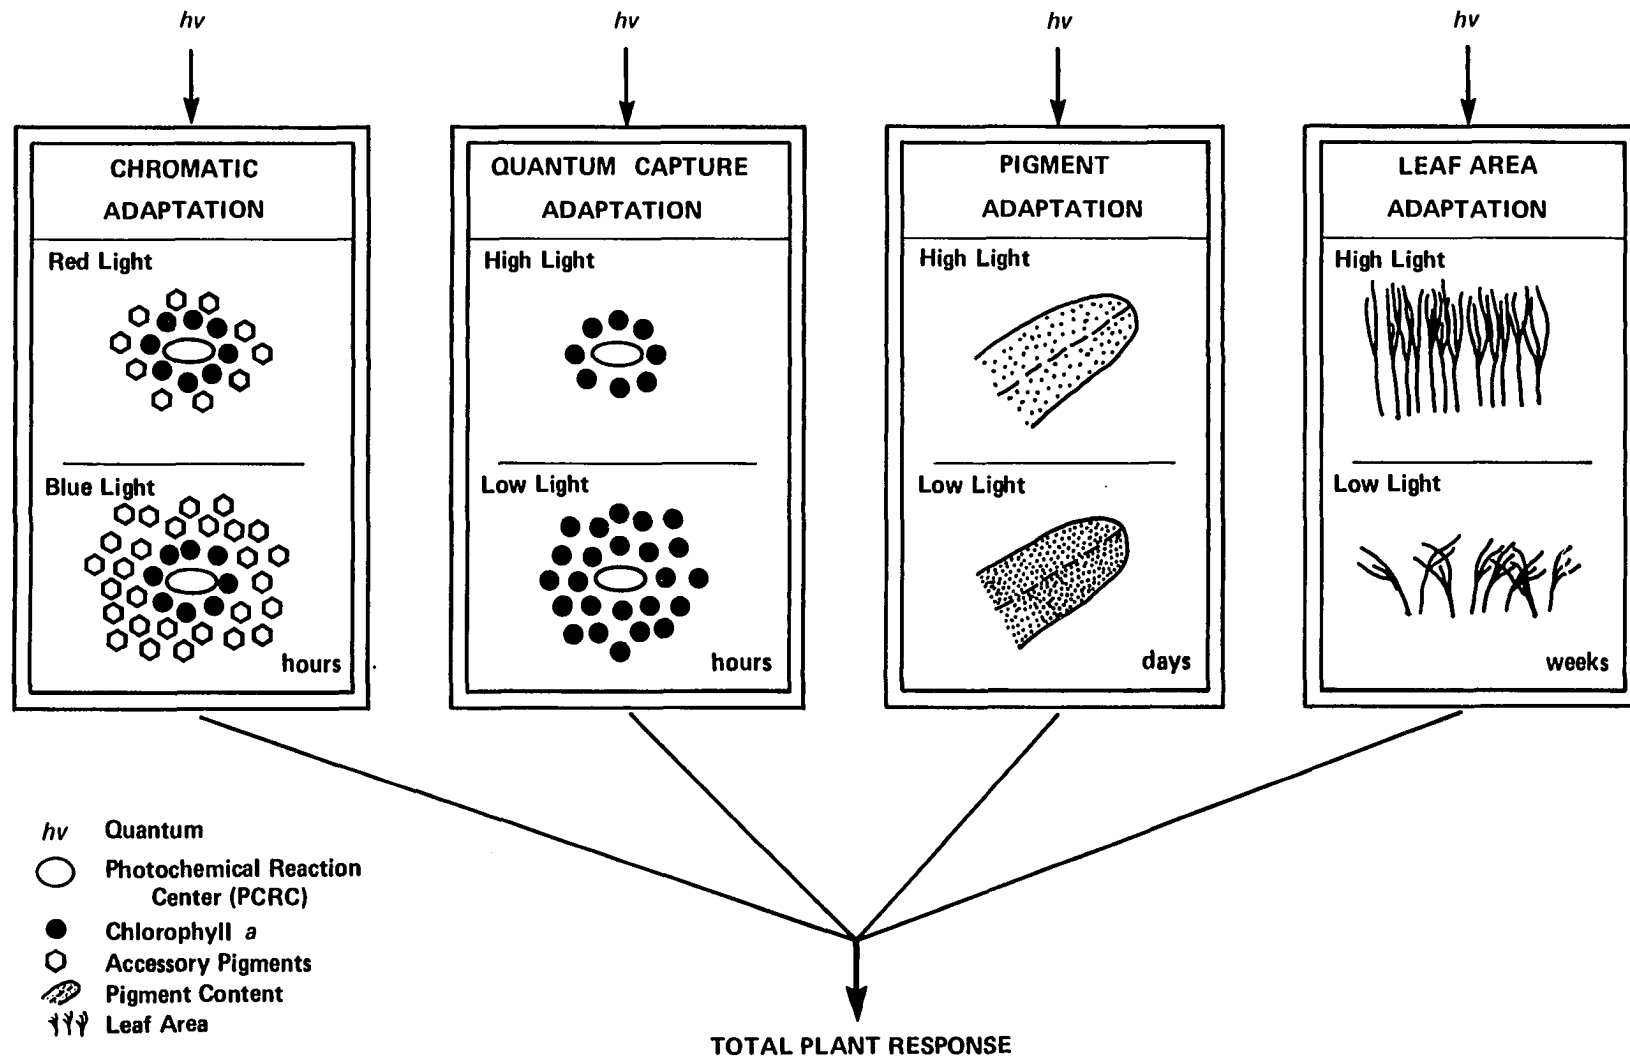 hv
hv
hv
hv
CHROMATIC
ADAPTATION
Red Light
Blue Light
hours
QUANTUM CAPTURE
ADAPTATION
High Light
Low Light
hours
PIGMENT
ADAPTATION
High Light
Low Light
days
LEAF AREA
ADAPTATION
High Light
Low Light
weeks
hv Quantum
Photochemical Reaction
Center (PCRC)
Chlorophyll a
Accessory Pigments
Pigment Content
Leaf Area
TOTAL PLANT RESPONSE